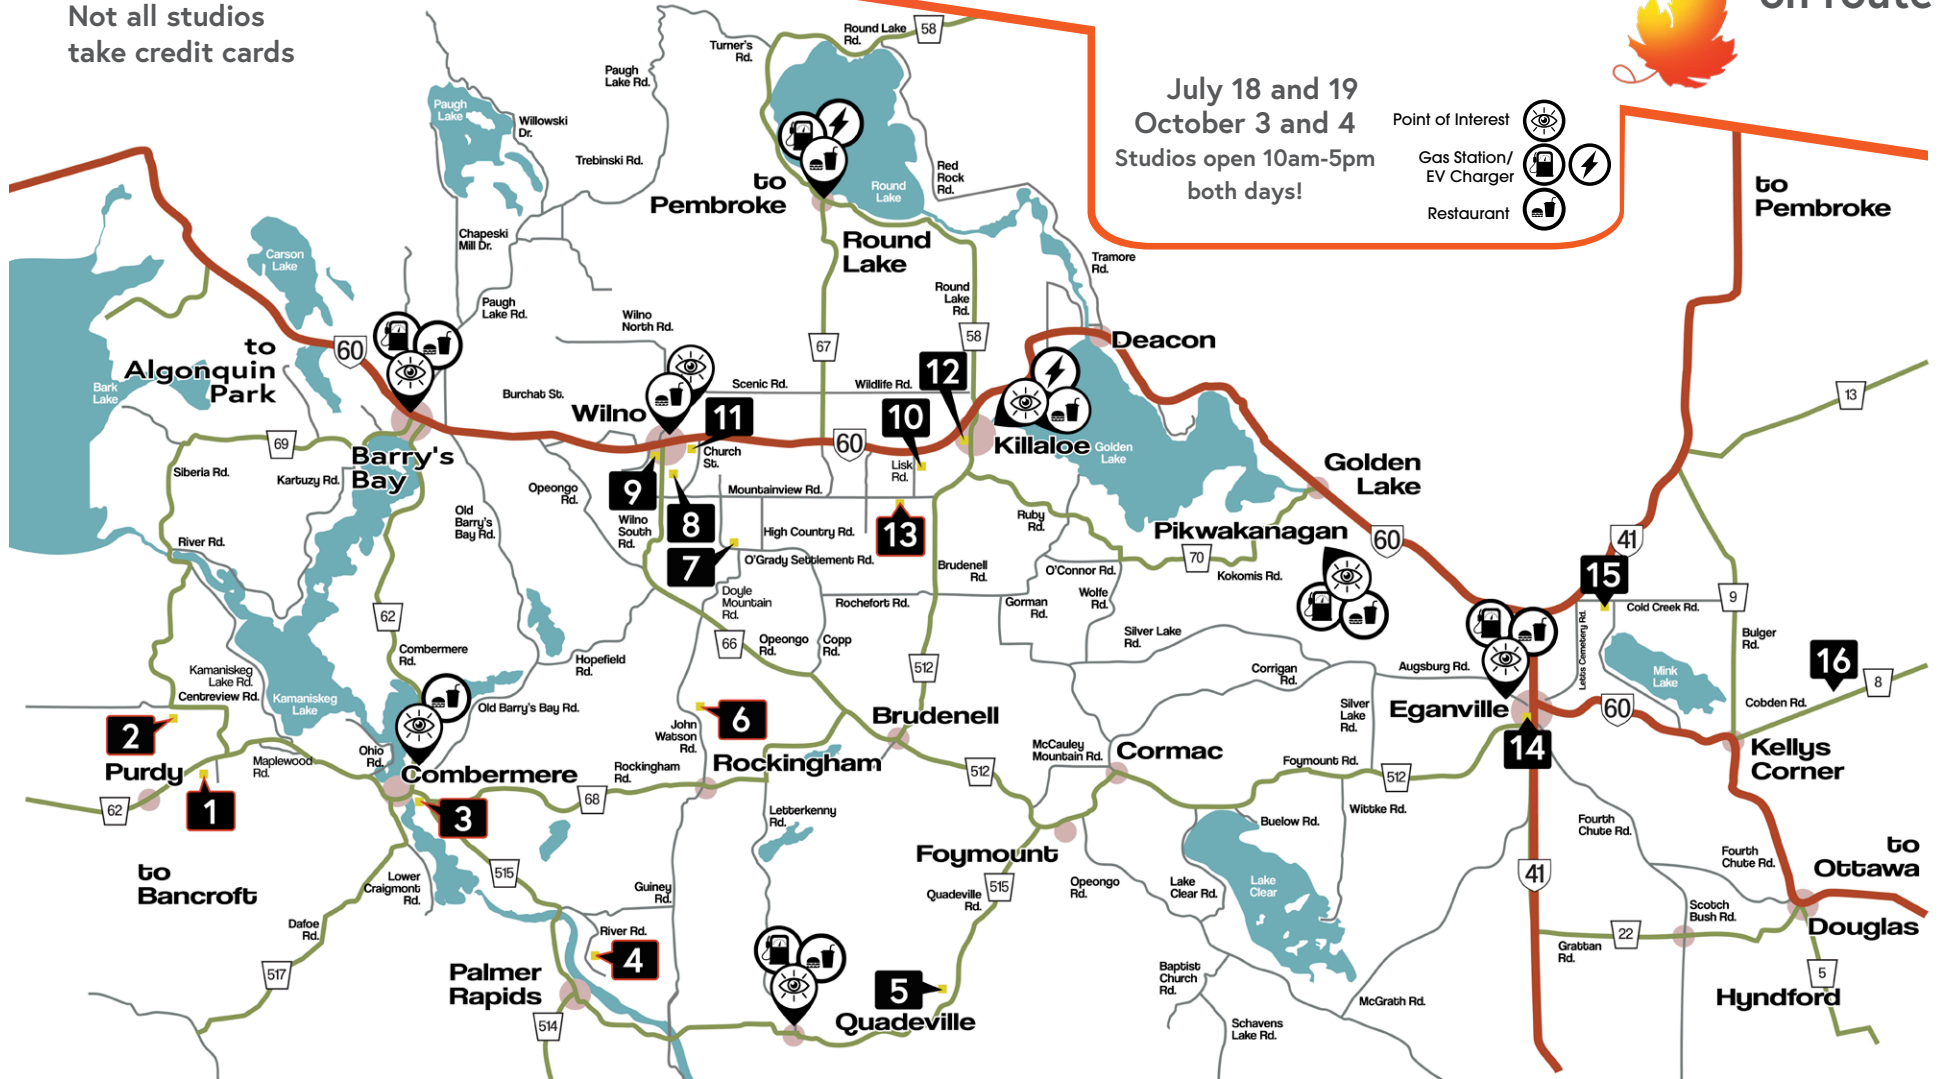 Not all studios
take credit cards
on route
July 18 and 19
October 3 and 4
Studios open 10am-5pm
both days!
Point of Interest
Gas Station/
EV Charger
Restaurant
Turner's
Rd.
Round Lake
Rd.
58
Paugh
Lake Rd.
Paugh
Lake
Willowski
Dr.
Trebinski Rd.
Red
Rock
Rd.
Round
Lake
to
Pembroke
to
Pembroke
Chapeski
Mill Dr.
Round
Lake
Carson
Lake
Tramore
Rd.
Paugh
Lake Rd.
Round
Lake
Rd.
Wilno
North Rd.
60
67
58
Deacon
to
Algonquin
Park
Bark
Lake
12
Burchat St.
Scenic Rd.
Wildlife Rd.
13
Wilno
11
10
69
60
Killaloe
Golden
Lake
Barry's
Bay
Church
St.
Lisk
Rd.
Golden
Lake
Siberia Rd.
Kartuzy Rd.
9
Opeongo
Rd.
Mountainview Rd.
Old
Barry's
Bay Rd.
Wilno
South
Rd.
8
High Country Rd.
13
Ruby
Rd.
Pikwakanagan
60
41
River Rd.
7
O'Grady Settlement Rd.
Brudenell
Rd.
O'Connor Rd.
70
Kokomis Rd.
15
62
Doyle
Mountain
Rd.
Rochefort Rd.
Gorman
Rd.
Wolfe
Rd.
Cold Creek Rd.
9
Letts Cemetery Rd.
Combermere
Rd.
66
Opeongo
Rd.
Copp
Rd.
Silver Lake
Rd.
Bulger
Rd.
Hopefield
Rd.
512
Corrigan
Rd.
Augsburg Rd.
Mink
Lake
16
8
Kamaniskeg
Lake Rd.
Centreview Rd.
Kamaniskeg
Lake
Old Barry's Bay Rd.
Silver
Lake
Rd.
Eganville
60
Cobden Rd.
2
6
John
Watson
Rd.
Brudenell
14
Ohio
Rd.
McCauley
Mountain Rd.
Cormac
Kellys
Corner
Purdy
Maplewood
Rd.
Combermere
Rockingham
Rd.
Rockingham
512
Foymount Rd.
512
62
1
3
68
Letterkenny
Rd.
Wittke Rd.
Buelow Rd.
Fourth
Chute Rd.
Foymount
Fourth
Chute Rd.
to
Ottawa
to
Bancroft
Lower
Craigmont
Rd.
515
Guiney
Rd.
Quadeville
Rd.
515
Opeongo
Rd.
Lake
Clear Rd.
Lake
Clear
41
Dafoe
Rd.
River Rd.
Scotch
Bush Rd.
22
Douglas
Grattan
Rd.
517
Palmer
Rapids
4
5
Baptist
Church
Rd.
5
McGrath Rd.
Hyndford
514
Quadeville
Schavens
Lake Rd.